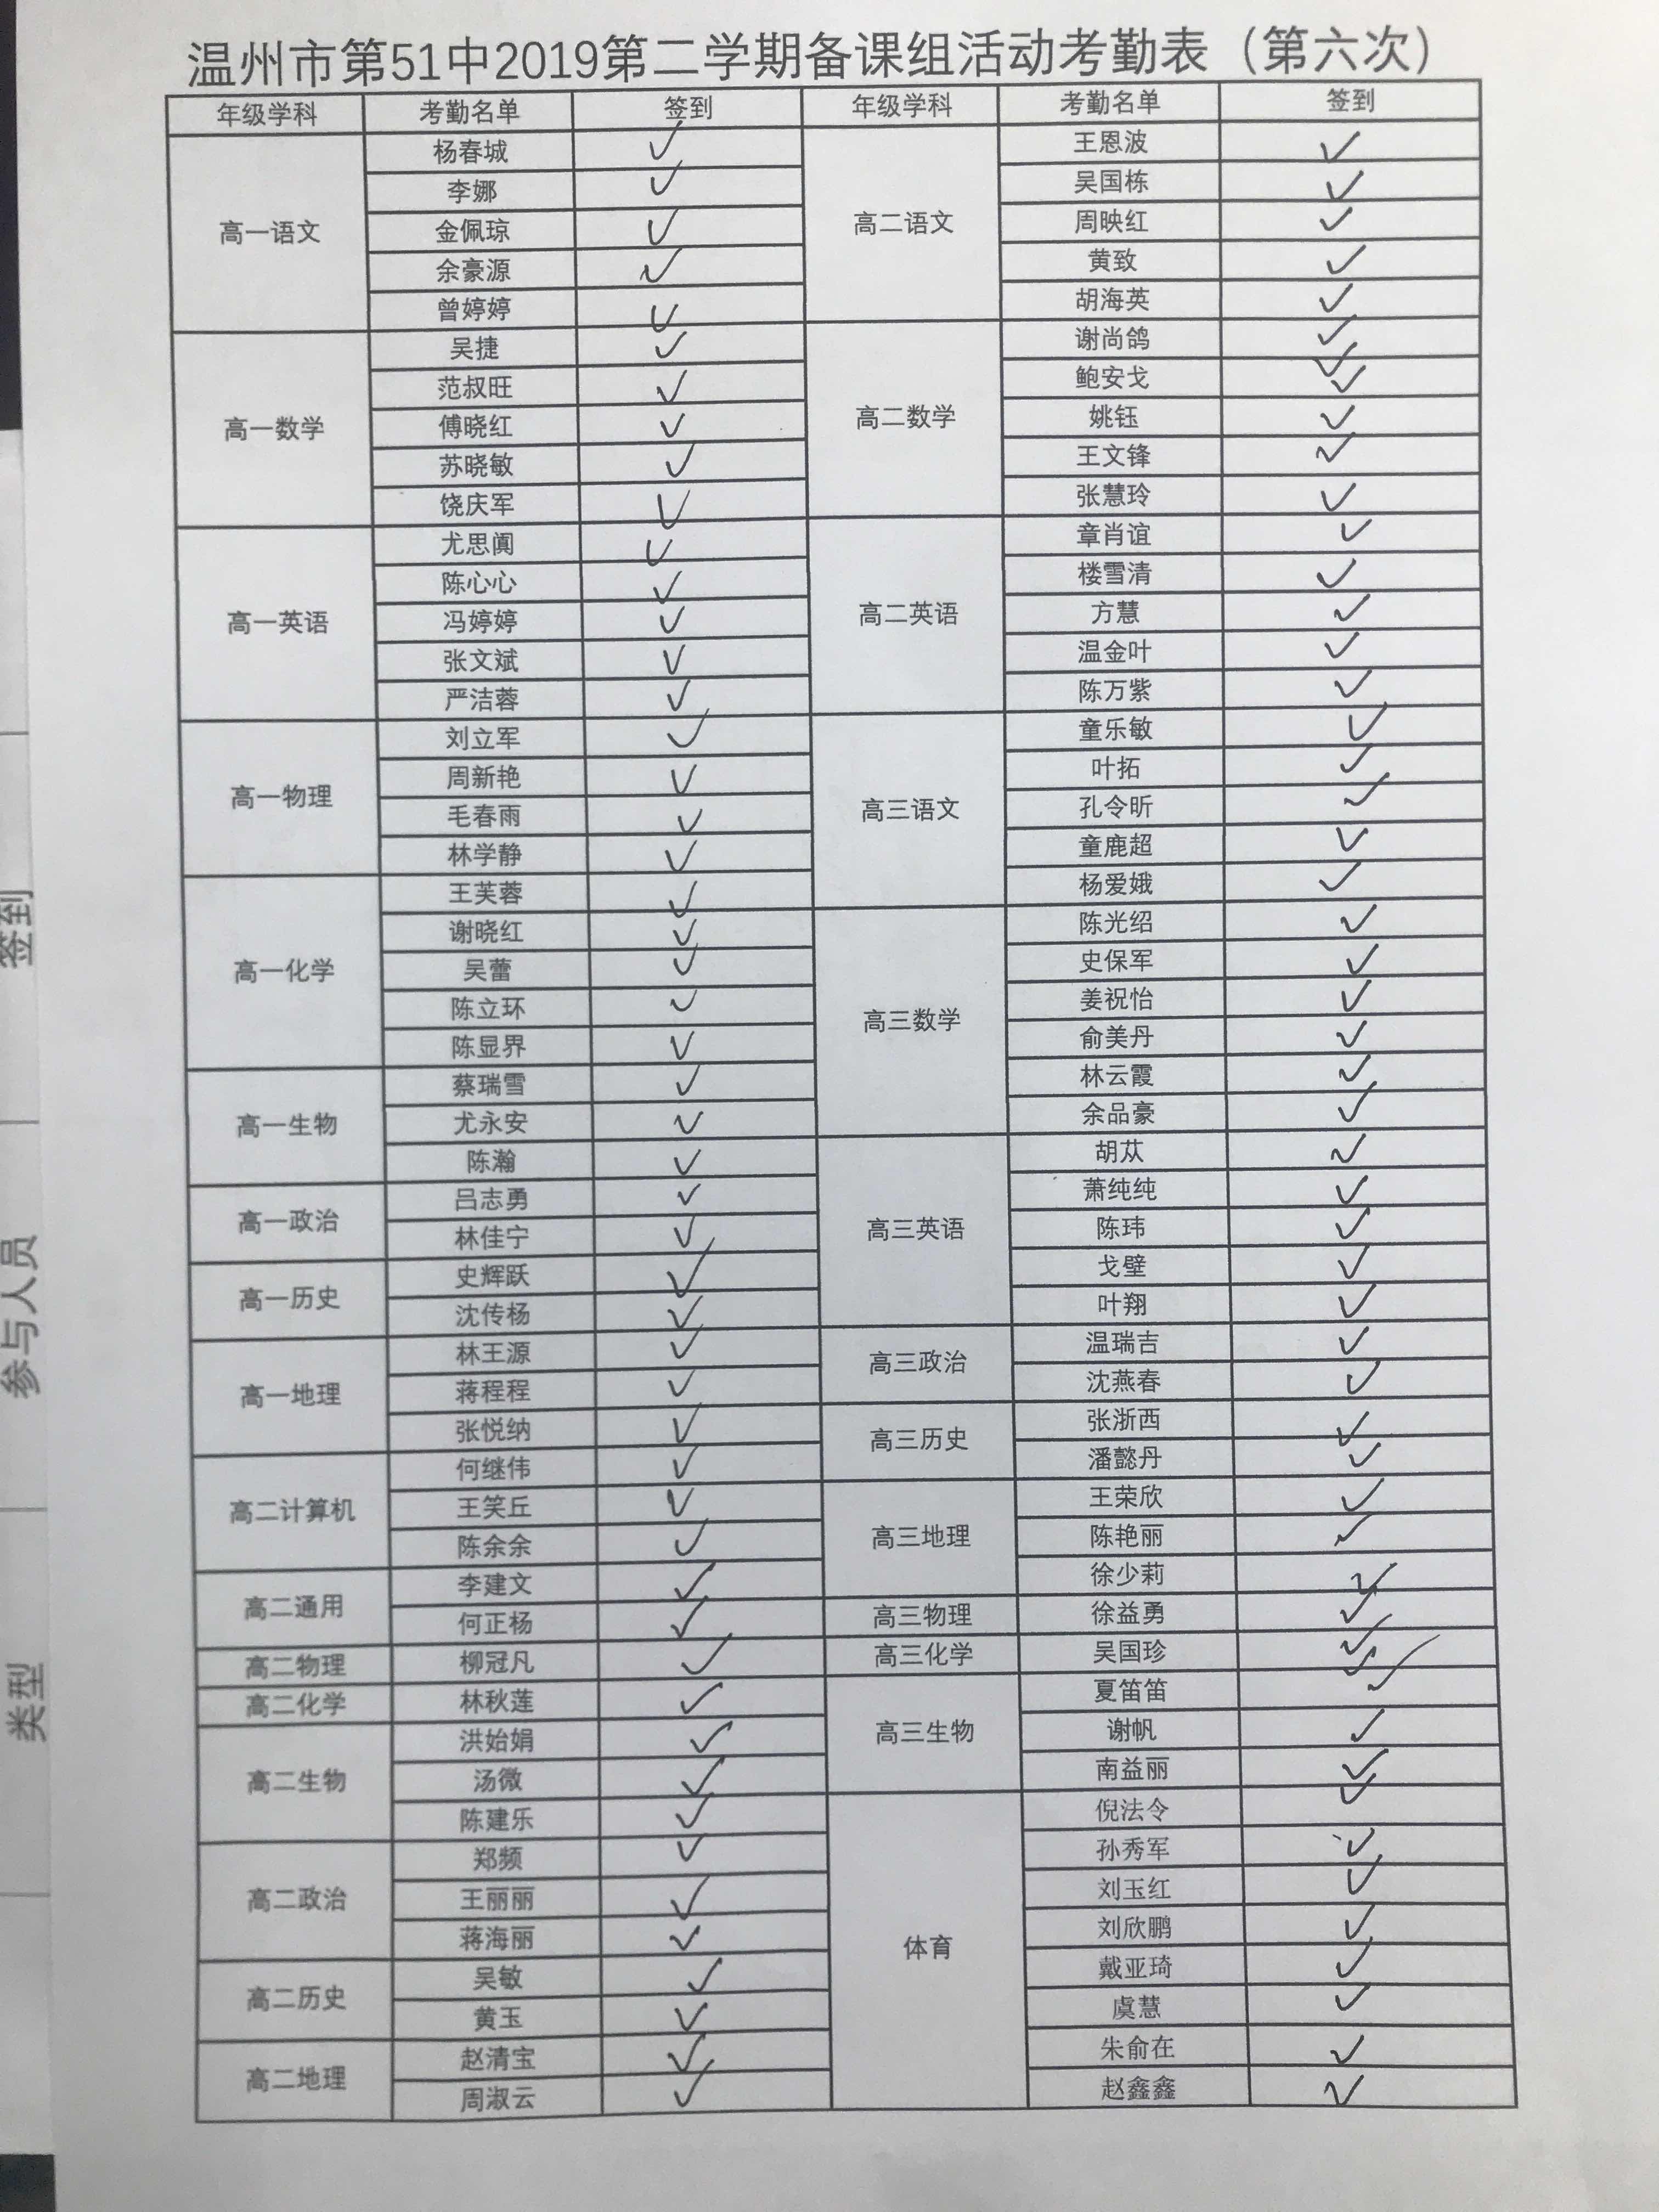 温州市第51中2019第二学期备课组活动考勤表（第六次）
年级学科 考勤名单 签到 年级学科 考勤名单 签到
高一语文 杨春城 ✓ 高二语文 王恩波 ✓
李娜 ✓ 吴国栋 ✓
金佩琼 ✓ 周映红 ✓
余豪源 ✓ 黄致 ✓
曾婷婷 ✓ 胡海英 ✓
高一数学 吴捷 ✓ 高二数学 谢尚鸽 ✓
范叔旺 ✓ 鲍安戈 ✓✓
傅晓红 ✓ 姚钰 ✓
苏晓敏 ✓ 王文锋 ✓
饶庆军 ✓ 张慧玲 ✓
高一英语 尤思阗 ✓ 高二英语 章肖谊 ✓
陈心心 ✓ 楼雪清 ✓
冯婷婷 ✓ 方慧 ✓
张文斌 ✓ 温金叶 ✓
严洁蓉 ✓ 陈万紫 ✓
高一物理 刘立军 ✓ 高三语文 童乐敏 ✓
周新艳 ✓ 叶拓 ✓
毛春雨 ✓ 孔令昕 ✓
林学静 ✓ 童鹿超 ✓
高一化学 王芙蓉 ✓ 杨爱娥 ✓
谢晓红 ✓ 高三数学 陈光绍 ✓
吴蕾 ✓ 史保军 ✓
陈立环 ✓ 姜祝怡 ✓
陈显界 ✓ 俞美丹 ✓
高一生物 蔡瑞雪 ✓ 林云霞 ✓
尤永安 ✓ 余品豪 ✓
陈瀚 ✓ 高三英语 胡苁 ✓
高一政治 吕志勇 ✓ 萧纯纯 ✓
林佳宁 ✓ 陈玮 ✓
高一历史 史辉跃 ✓ 戈壁 ✓
沈传杨 ✓ 叶翔 ✓
高一地理 林王源 ✓ 高三政治 温瑞吉 ✓
蒋程程 ✓ 沈燕春 ✓
张悦纳 ✓ 高三历史 张浙西 ✓
高二计算机 何继伟 ✓ 潘懿丹 ✓
王笑丘 ✓ 高三地理 王荣欣 ✓
陈余余 ✓ 陈艳丽 ✓
高二通用 李建文 ✓ 徐少莉 ✓
何正杨 ✓ 高三物理 徐益勇 ✓
高二物理 柳冠凡 ✓ 高三化学 吴国珍 ✓✓
高二化学 林秋莲 ✓ 高三生物 夏笛笛 ✓
高二生物 洪始娟 ✓ 谢帆 ✓
汤微 ✓ 南益丽 ✓
陈建乐 ✓ 体育 倪法令 ✓
高二政治 郑频 ✓ 孙秀军 ✓
王丽丽 ✓ 刘玉红 ✓
蒋海丽 ✓ 刘欣鹏 ✓
高二历史 吴敏 ✓ 戴亚琦 ✓
黄玉 ✓ 虞慧 ✓
高二地理 赵清宝 ✓ 朱俞在 ✓
周淑云 ✓ 赵鑫鑫 ✓
签到
参与人员
类型